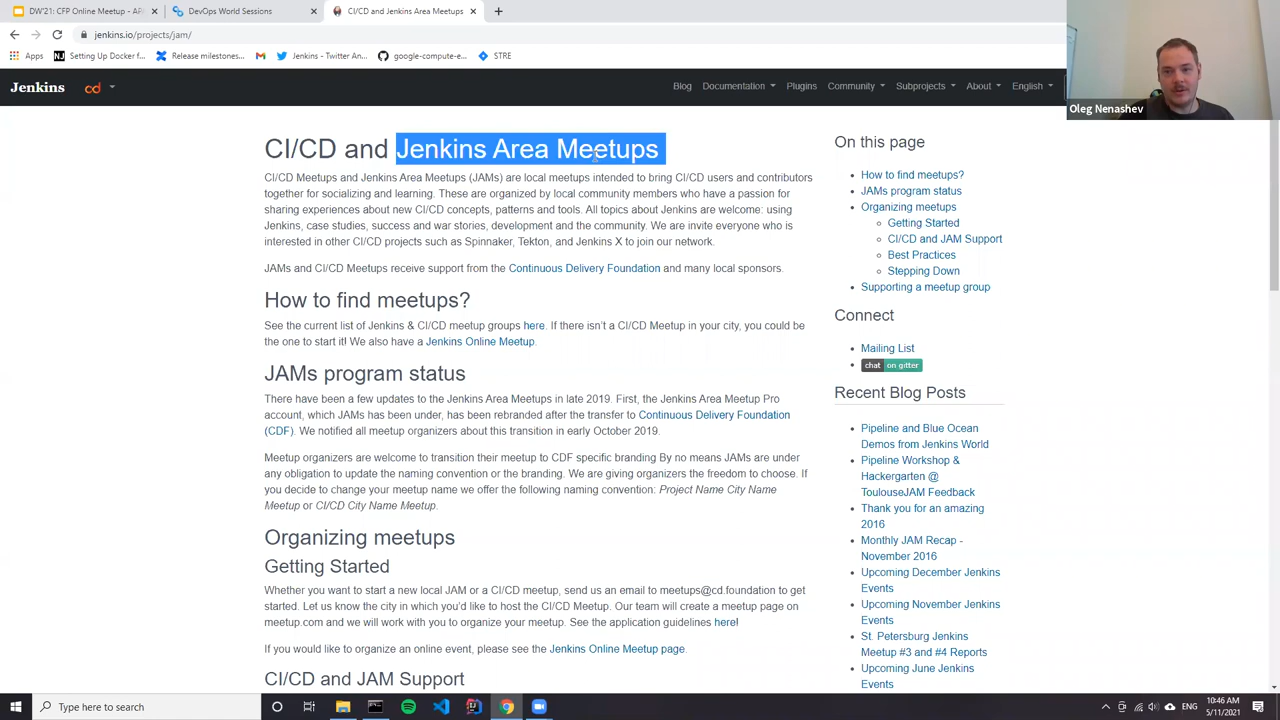 DW'21: CFP Online Meetup - AP
DevOps World Sessions
CI/CD and Jenkins Area Meetups
jenkins.io/projects/jam/
Apps
Setting Up Docker f...
Release milestones...
Jenkins - Twitter An...
google-compute-e...
STRE
Jenkins
cd
Blog
Documentation
Plugins
Community
Subprojects
About
English
Oleg Nenashev
CI/CD and Jenkins Area Meetups
CI/CD Meetups and Jenkins Area Meetups (JAMs) are local meetups intended to bring CI/CD users and contributors
together for socializing and learning. These are organized by local community members who have a passion for
sharing experiences about new CI/CD concepts, patterns and tools. All topics about Jenkins are welcome: using
Jenkins, case studies, success and war stories, development and the community. We are invite everyone who is
interested in other CI/CD projects such as Spinnaker, Tekton, and Jenkins X to join our network.
JAMs and CI/CD Meetups receive support from the Continuous Delivery Foundation and many local sponsors.
How to find meetups?
See the current list of Jenkins & CI/CD meetup groups here. If there isn't a CI/CD Meetup in your city, you could be
the one to start it! We also have a Jenkins Online Meetup.
JAMs program status
There have been a few updates to the Jenkins Area Meetups in late 2019. First, the Jenkins Area Meetup Pro
account, which JAMs has been under, has been rebranded after the transfer to Continuous Delivery Foundation
(CDF). We notified all meetup organizers about this transition in early October 2019.
Meetup organizers are welcome to transition their meetup to CDF specific branding By no means JAMs are under
any obligation to update the naming convention or the branding. We are giving organizers the freedom to choose. If
you decide to change your meetup name we offer the following naming convention: Project Name City Name
Meetup or CI/CD City Name Meetup.
Organizing meetups
Getting Started
Whether you want to start a new local JAM or a CI/CD meetup, send us an email to meetups@cd.foundation to get
started. Let us know the city in which you'd like to host the CI/CD Meetup. Our team will create a meetup page on
meetup.com and we will work with you to organize your meetup. See the application guidelines here!
If you would like to organize an online event, please see the Jenkins Online Meetup page.
CI/CD and JAM Support
On this page
How to find meetups?
JAMs program status
Organizing meetups
Getting Started
CI/CD and JAM Support
Best Practices
Stepping Down
Supporting a meetup group
Connect
Mailing List
chat on gitter
Recent Blog Posts
Pipeline and Blue Ocean
Demos from Jenkins World
Pipeline Workshop &
Hackergarten @
ToulouseJAM Feedback
Thank you for an amazing
2016
Monthly JAM Recap -
November 2016
Upcoming December Jenkins
Events
Upcoming November Jenkins
Events
St. Petersburg Jenkins
Meetup #3 and #4 Reports
Upcoming June Jenkins
Events
Type here to search
10:46 AM
5/11/2021